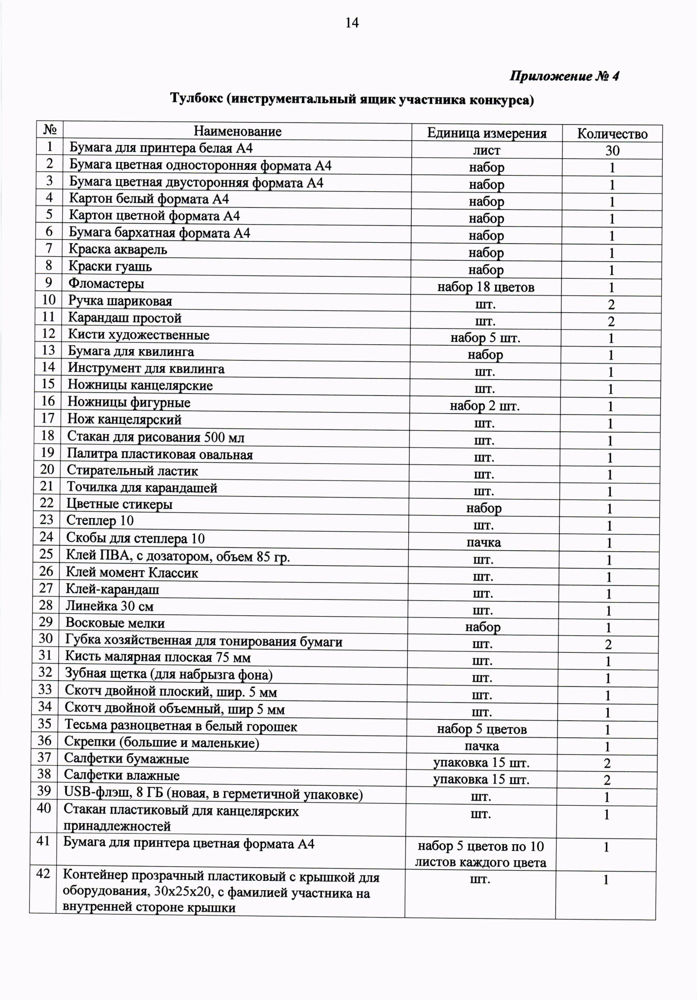 14
Приложение № 4
Тулбокс (инструментальный ящик участника конкурса)
№ Наименование Единица измерения Количество
1 Бумага для принтера белая А4 лист 30
2 Бумага цветная односторонняя формата А4 набор 1
3 Бумага цветная двусторонняя формата А4 набор 1
4 Картон белый формата А4 набор 1
5 Картон цветной формата А4 набор 1
6 Бумага бархатная формата А4 набор 1
7 Краска акварель набор 1
8 Краски гуашь набор 1
9 Фломастеры набор 18 цветов 1
10 Ручка шариковая шт. 2
11 Карандаш простой шт. 2
12 Кисти художественные набор 5 шт. 1
13 Бумага для квилинга набор 1
14 Инструмент для квилинга шт. 1
15 Ножницы канцелярские шт. 1
16 Ножницы фигурные набор 2 шт. 1
17 Нож канцелярский шт. 1
18 Стакан для рисования 500 мл шт. 1
19 Палитра пластиковая овальная шт. 1
20 Стирательный ластик шт. 1
21 Точилка для карандашей шт. 1
22 Цветные стикеры набор 1
23 Степлер 10 шт. 1
24 Скобы для степлера 10 пачка 1
25 Клей ПВА, с дозатором, объем 85 гр. шт. 1
26 Клей момент Классик шт. 1
27 Клей-карандаш шт. 1
28 Линейка 30 см шт. 1
29 Восковые мелки набор 1
30 Губка хозяйственная для тонирования бумаги шт. 2
31 Кисть малярная плоская 75 мм шт. 1
32 Зубная щетка (для набрызга фона) шт. 1
33 Скотч двойной плоский, шир. 5 мм шт. 1
34 Скотч двойной объемный, шир 5 мм шт. 1
35 Тесьма разноцветная в белый горошек набор 5 цветов 1
36 Скрепки (большие и маленькие) пачка 1
37 Салфетки бумажные упаковка 15 шт. 2
38 Салфетки влажные упаковка 15 шт. 2
39 USB-флэш, 8 ГБ (новая, в герметичной упаковке) шт. 1
40 Стакан пластиковый для канцелярских шт. 1
принадлежностей
41 Бумага для принтера цветная формата А4 набор 5 цветов по 10 1
листов каждого цвета
42 Контейнер прозрачный пластиковый с крышкой для шт. 1
оборудования, 30х25х20, с фамилией участника на
внутренней стороне крышки